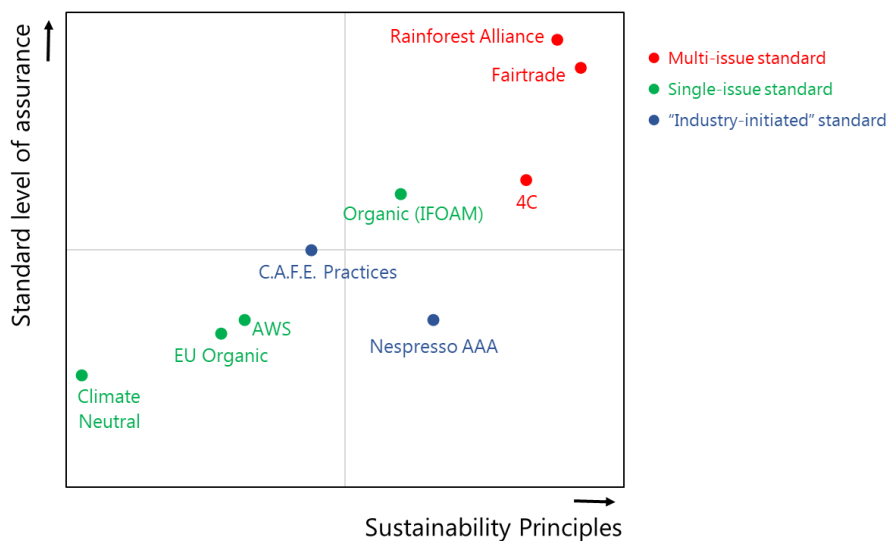 Rainforest Alliance
Fairtrade
Multi-issue standard
Single-issue standard
“Industry-initiated” standard
Standard level of assurance
4C
Organic (IFOAM)
C.A.F.E. Practices
AWS
EU Organic
Nespresso AAA
Climate
Neutral
Sustainability Principles